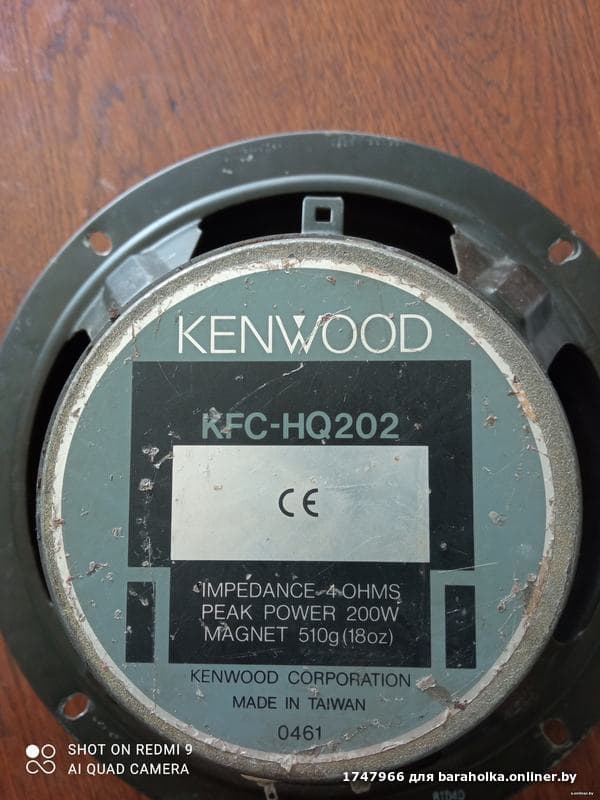 KENWOOD
KFC-HQ202
CE
IMPEDANCE 4 OHMS
PEAK POWER 200W
MAGNET 510g (18oz)
KENWOOD CORPORATION
MADE IN TAIWAN
0461
SHOT ON REDMI 9
AI QUAD CAMERA
1747966 для baraholka.onliner.by